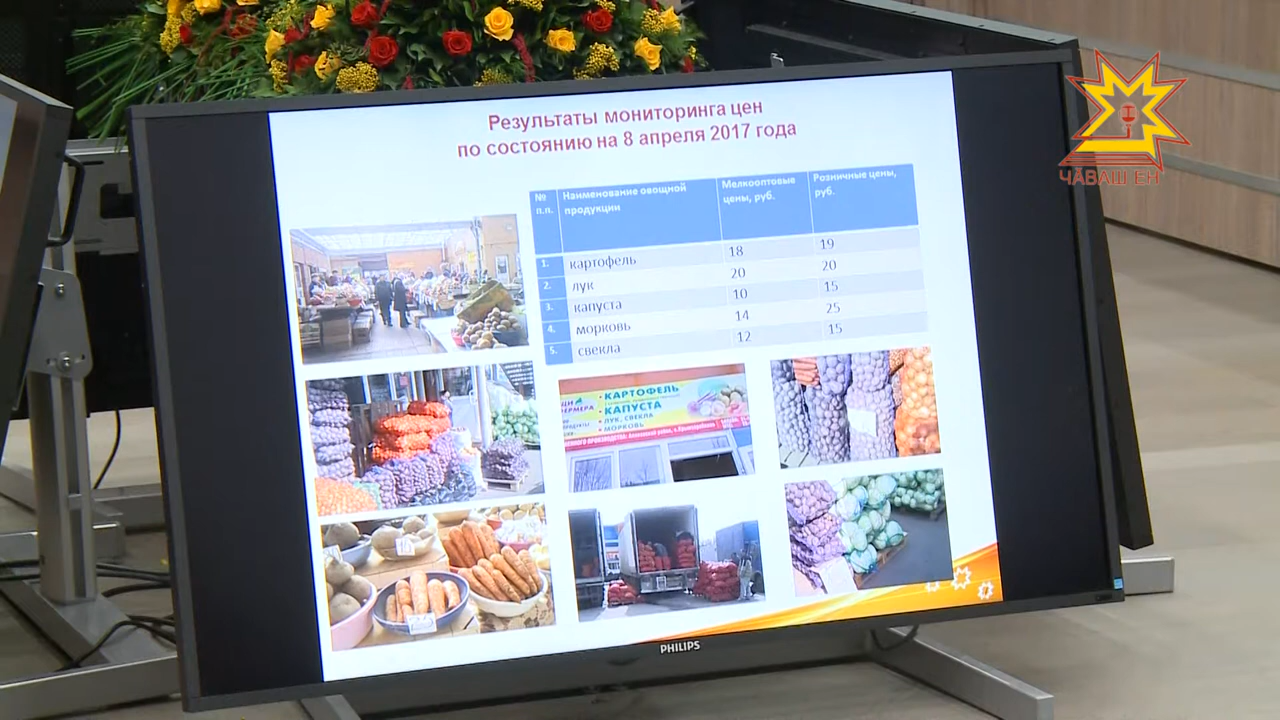 Результаты мониторинга цен
по состоянию на 8 апреля 2017 года
№ п.п. Наименование овощной продукции Мелкооптовые цены, руб. Розничные цены, руб.
1. картофель 18 19
2. лук 20 20
3. капуста 10 15
4. морковь 14 25
5. свекла 12 15
• КАРТОФЕЛЬ
• КАПУСТА
• ЛУК, СВЕКЛА
• МОРКОВЬ
PHILIPS
ЧӐВАШ ЕН